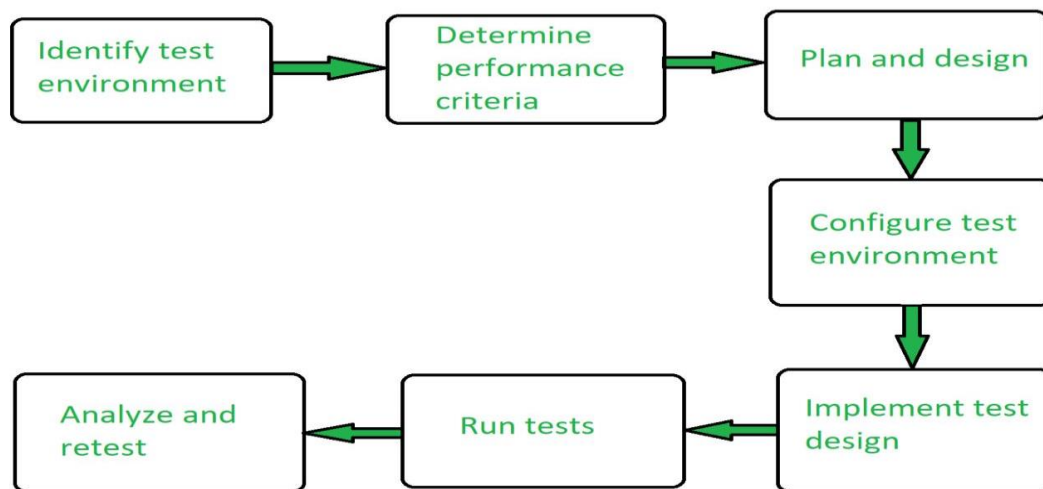 Identify test
environment
Determine
performance
criteria
Plan and design
Configure test
environment
Implement test
design
Run tests
Analyze and
retest